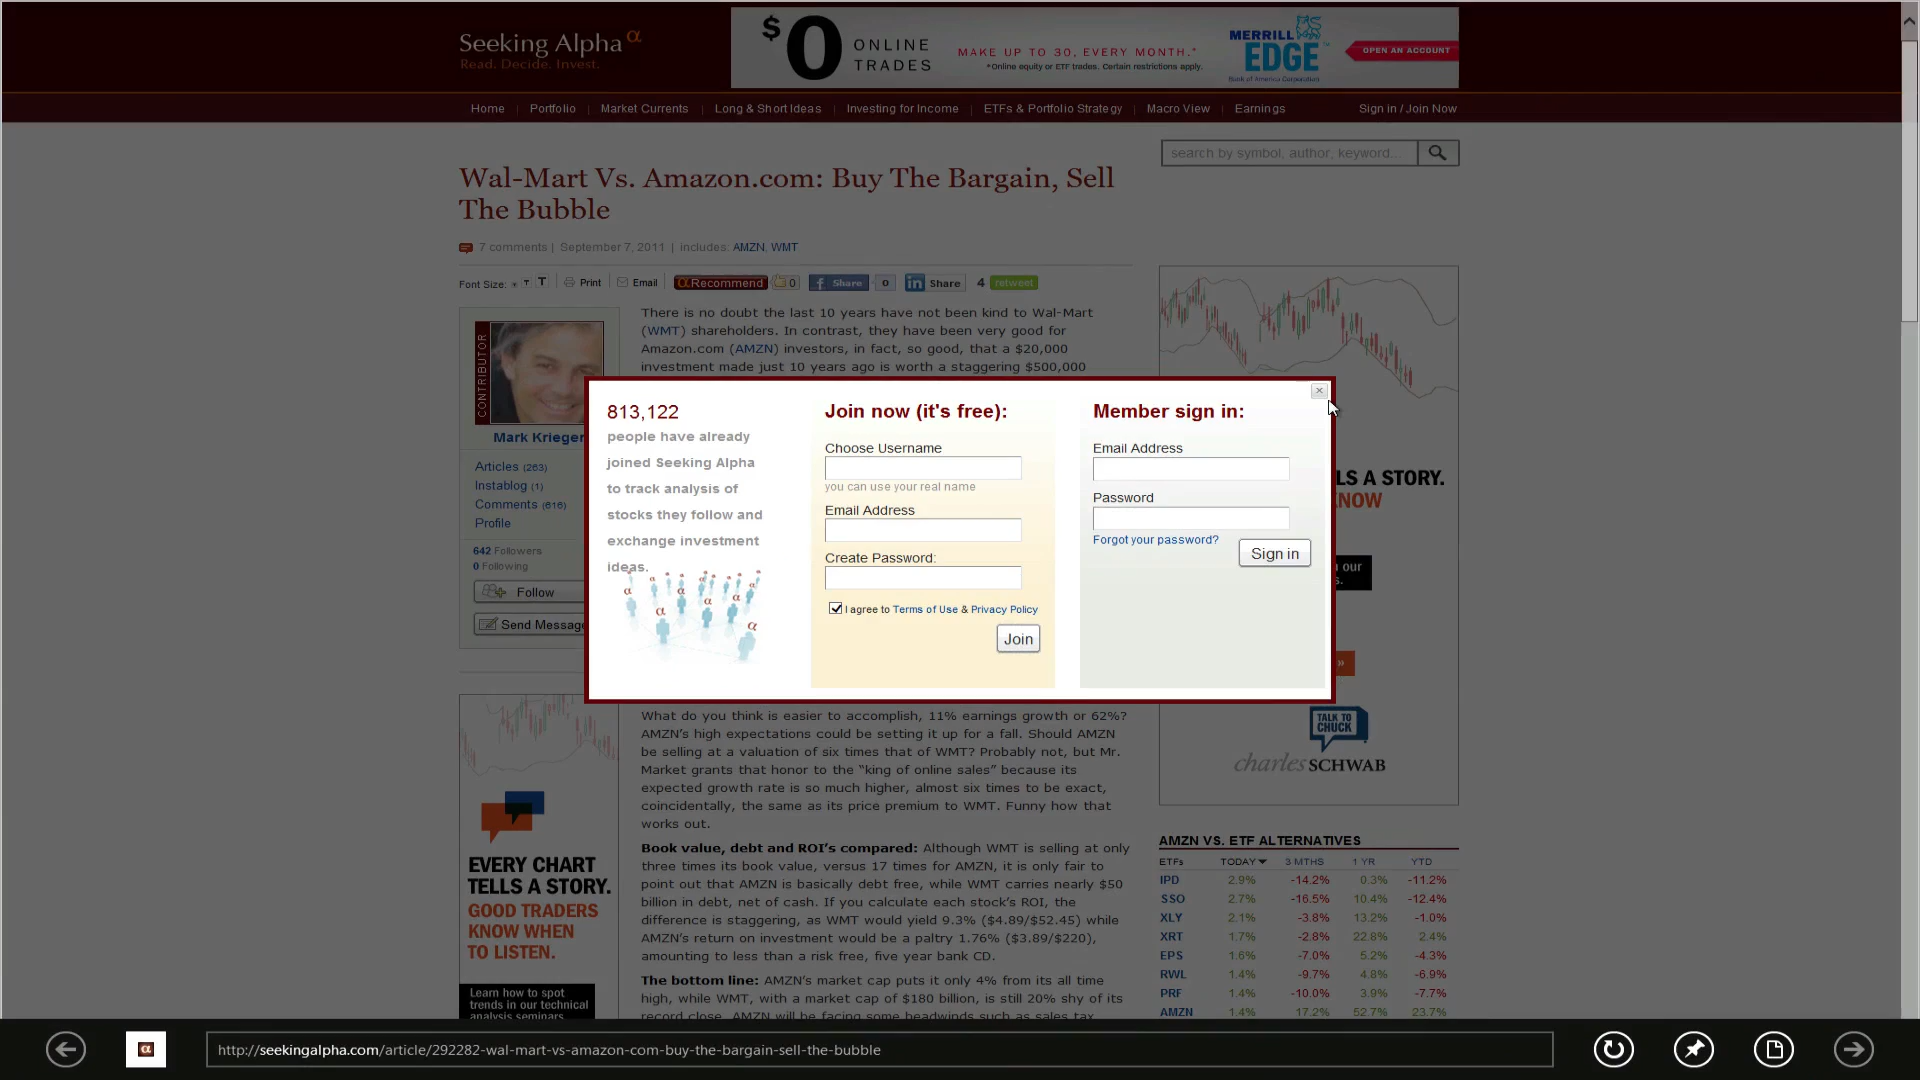 Seeking Alpha α
Read. Decide. Invest.
$0 ONLINE TRADES
MAKE UP TO 30, EVERY MONTH.*
*Online equity or ETF trades. Certain restrictions apply.
MERRILL EDGE
Bank of America Corporation
OPEN AN ACCOUNT
Home | Portfolio | Market Currents | Long & Short Ideas | Investing for Income | ETFs & Portfolio Strategy | Macro View | Earnings
Sign in / Join Now
search by symbol, author, keyword...
Wal-Mart Vs. Amazon.com: Buy The Bargain, Sell
The Bubble
7 comments | September 7, 2011 | includes: AMZN, WMT
Font Size: T T | Print | Email | α Recommend 0 f Share 0 in Share 4 retweet
CONTRIBUTOR
Mark Krieger
Articles (263)
Instablog (1)
Comments (616)
Profile
642 Followers
0 Following
Follow
Send Message
There is no doubt the last 10 years have not been kind to Wal-Mart
(WMT) shareholders. In contrast, they have been very good for
Amazon.com (AMZN) investors, in fact, so good, that a $20,000
investment made just 10 years ago is worth a staggering $500,000
813,122
people have already
joined Seeking Alpha
to track analysis of
stocks they follow and
exchange investment
ideas.
Join now (it's free):
Choose Username
you can use your real name
Email Address
Create Password:
I agree to Terms of Use & Privacy Policy
Join
Member sign in:
Email Address
Password
Forgot your password?
Sign in
What do you think is easier to accomplish, 11% earnings growth or 62%?
AMZN’s high expectations could be setting it up for a fall. Should AMZN
be selling at a valuation of six times that of WMT? Probably not, but Mr.
Market grants that honor to the “king of online sales” because its
expected growth rate is so much higher, almost six times to be exact,
coincidentally, the same as its price premium to WMT. Funny how that
works out.
Book value, debt and ROI’s compared: Although WMT is selling at only
three times its book value, versus 17 times for AMZN, it is only fair to
point out that AMZN is basically debt free, while WMT carries nearly $50
billion in debt, net of cash. If you calculate each stock’s ROI, the
difference is staggering, as WMT would yield 9.3% ($4.89/$52.45) while
AMZN’s return on investment would be a paltry 1.76% ($3.89/$220),
amounting to less than a risk free, five year bank CD.
The bottom line: AMZN’s market cap puts it only 4% from its all time
high, while WMT, with a market cap of $180 billion, is still 20% shy of its
record close. AMZN will be facing some headwinds such as sales tax
EVERY CHART
TELLS A STORY.
GOOD TRADERS
KNOW WHEN
TO LISTEN.
Learn how to spot
trends in our technical
analysis seminars
LS A STORY.
KNOW
n our
s.
»
TALK TO CHUCK
charles SCHWAB
AMZN VS. ETF ALTERNATIVES
ETFs TODAY 3 MTHS 1 YR YTD
IPD 2.9% -14.2% 0.3% -11.2%
SSO 2.7% -16.5% 10.4% -12.4%
XLY 2.1% -3.8% 13.2% -1.0%
XRT 1.7% -2.8% 22.8% 2.4%
EPS 1.6% -7.0% 5.2% -4.3%
RWL 1.4% -9.7% 4.8% -6.9%
PRF 1.4% -10.0% 3.9% -7.7%
AMZN 1.4% 17.2% 52.7% 23.7%
http://seekingalpha.com/article/292282-wal-mart-vs-amazon-com-buy-the-bargain-sell-the-bubble